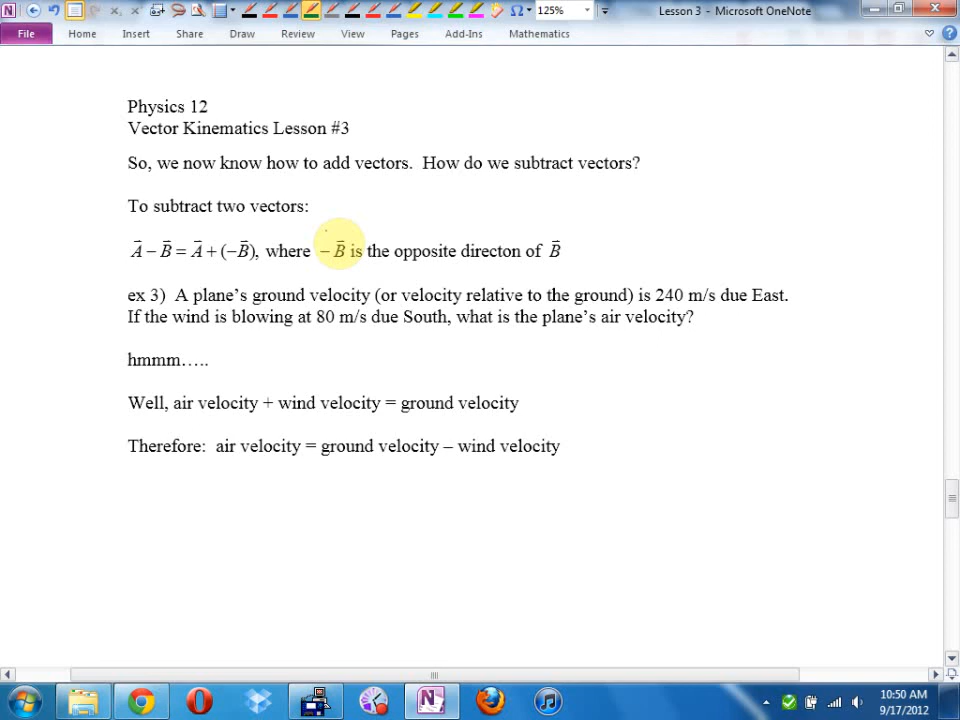 125%
Lesson 3 - Microsoft OneNote
File Home Insert Share Draw Review View Pages Add-Ins Mathematics
Physics 12
Vector Kinematics Lesson #3
So, we now know how to add vectors. How do we subtract vectors?
To subtract two vectors:
A⃗ − B⃗ = A⃗ + (−B⃗), where −B⃗ is the opposite directon of B⃗
ex 3) A plane's ground velocity (or velocity relative to the ground) is 240 m/s due East.
If the wind is blowing at 80 m/s due South, what is the plane's air velocity?
hmmm…..
Well, air velocity + wind velocity = ground velocity
Therefore: air velocity = ground velocity – wind velocity
10:50 AM
9/17/2012